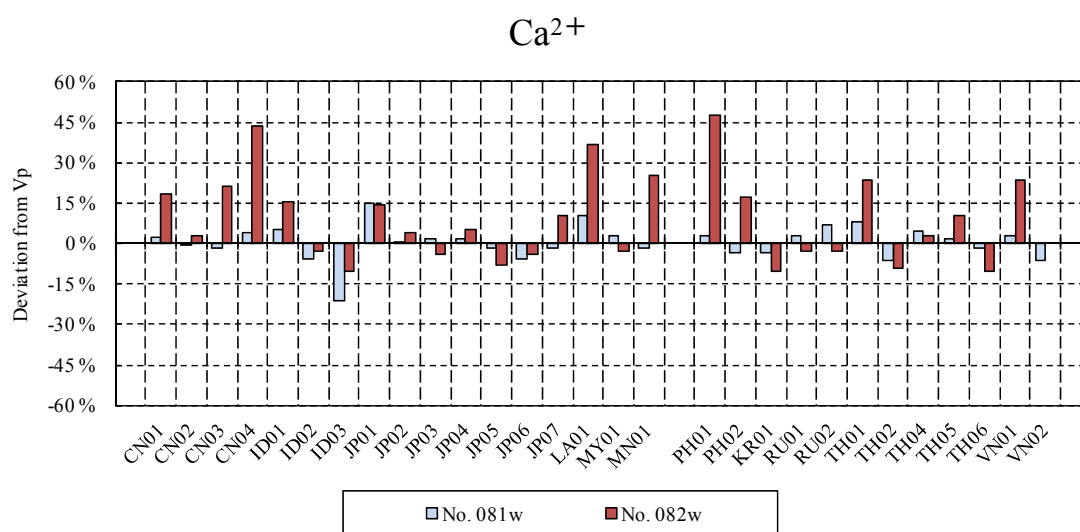 Ca²⁺
Deviation from Vp
60 %
45 %
30 %
15 %
0 %
-15 %
-30 %
-45 %
-60 %
CN01
CN02
CN03
CN04
ID01
ID02
ID03
JP01
JP02
JP03
JP04
JP05
JP06
JP07
LA01
MY01
MN01
PH01
PH02
KR01
RU01
RU02
TH01
TH02
TH04
TH05
TH06
VN01
VN02
No. 081w No. 082w